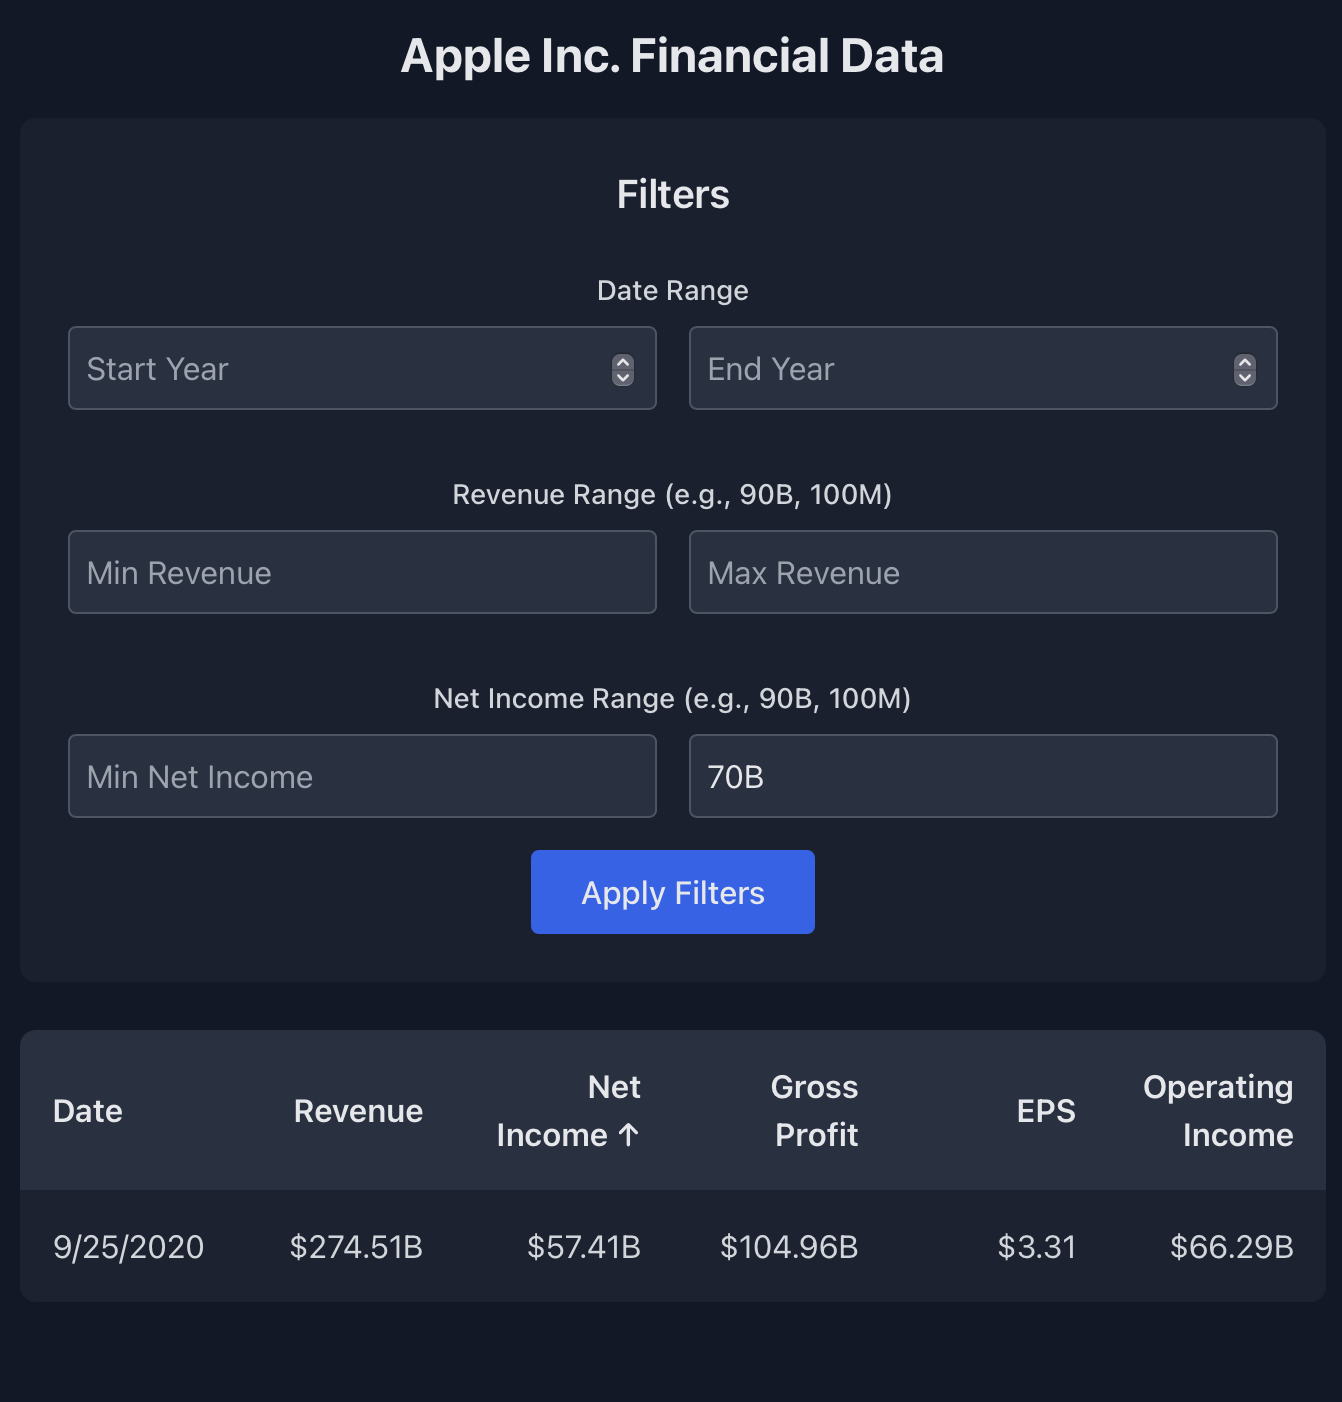 Apple Inc. Financial Data
Filters
Date Range
Start Year
End Year
Revenue Range (e.g., 90B, 100M)
Min Revenue
Max Revenue
Net Income Range (e.g., 90B, 100M)
Min Net Income
70B
Apply Filters
Date Revenue Net Income ↑ Gross Profit EPS Operating Income
9/25/2020 $274.51B $57.41B $104.96B $3.31 $66.29B